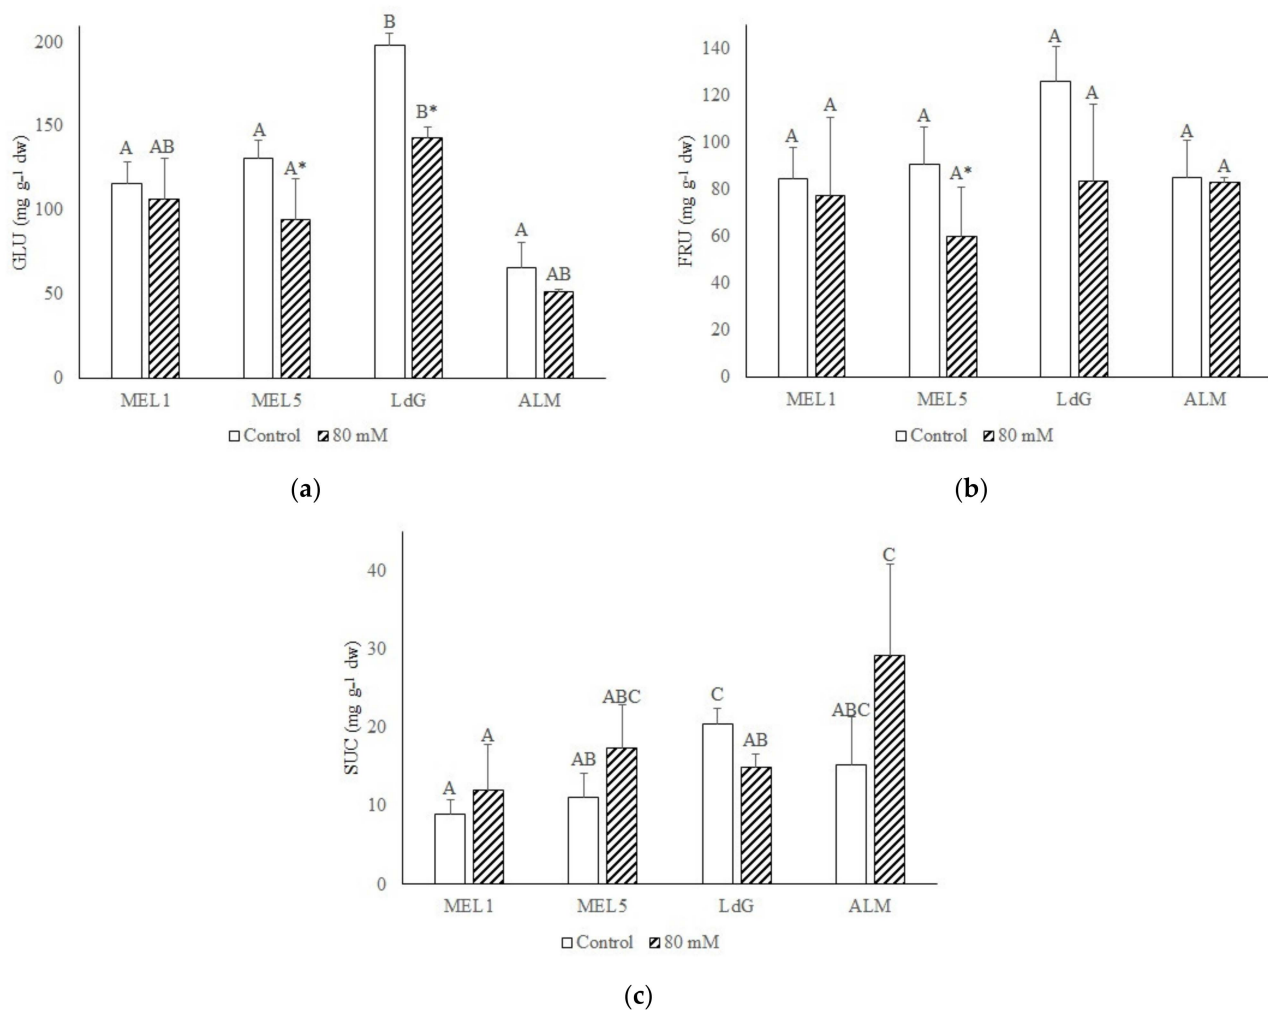 GLU (mg g-1 dw)
200
150
100
50
0
A AB A A* B B* A AB
MEL1 MEL5 LdG ALM
Control 80 mM
(a)
FRU (mg g-1 dw)
140
120
100
80
60
40
20
0
A A A A* A A A A
MEL1 MEL5 LdG ALM
Control 80 mM
(b)
SUC (mg g-1 dw)
40
30
20
10
0
A A AB ABC C AB ABC C
MEL1 MEL5 LdG ALM
Control 80 mM
(c)